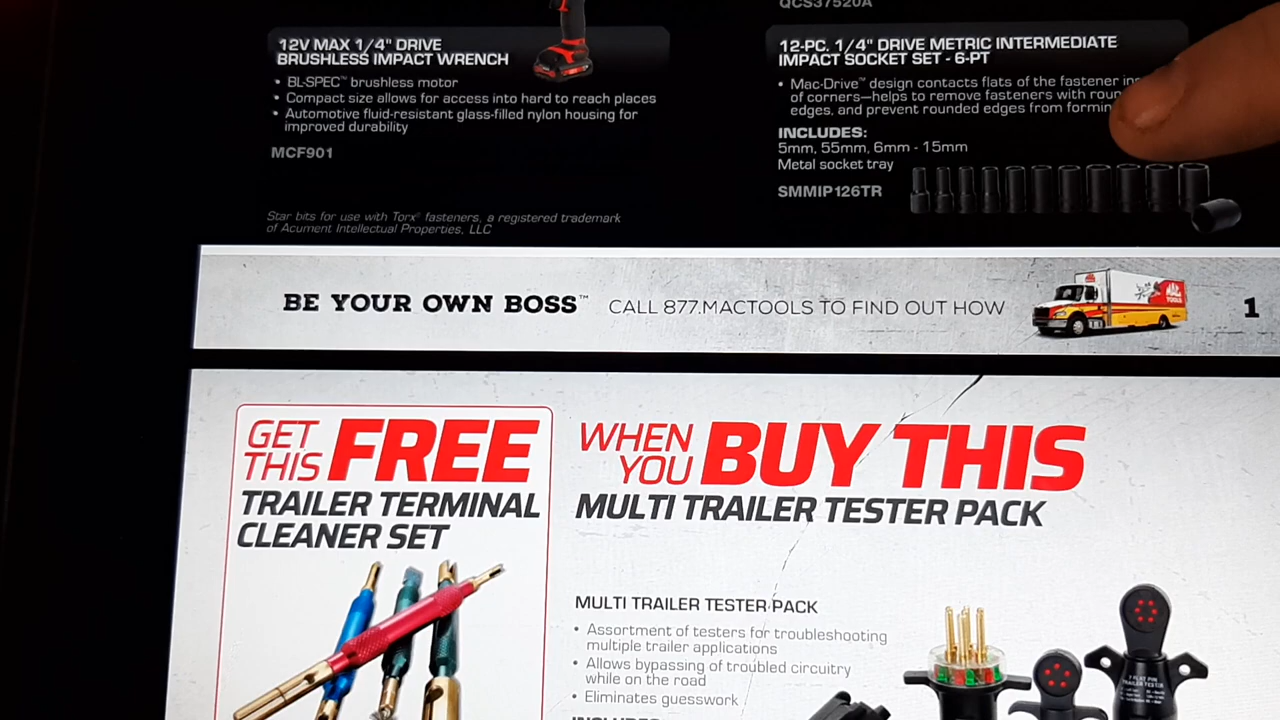 QCS37520A
12V MAX 1/4" DRIVE
BRUSHLESS IMPACT WRENCH
• BL-SPEC™ brushless motor
• Compact size allows for access into hard to reach places
• Automotive fluid-resistant glass-filled nylon housing for
improved durability
MCF901
Star bits for use with Torx® fasteners, a registered trademark
of Acument Intellectual Properties, LLC
12-PC. 1/4" DRIVE METRIC INTERMEDIATE
IMPACT SOCKET SET - 6-PT
• Mac-Drive™ design contacts flats of the fastener
of corners—helps to remove fasteners with
edges, and prevent rounded edges from
INCLUDES:
5mm, 55mm, 6mm - 15mm
Metal socket tray
SMMIP126TR
BE YOUR OWN BOSS™ CALL 877.MACTOOLS TO FIND OUT HOW
1
GET THIS FREE
TRAILER TERMINAL
CLEANER SET
WHEN YOU BUY THIS
MULTI TRAILER TESTER PACK
MULTI TRAILER TESTER PACK
• Assortment of testers for troubleshooting
multiple trailer applications
• Allows bypassing of troubled circuitry
while on the road
• Eliminates guesswork
7 FLAT PIN
TRAILER TESTER